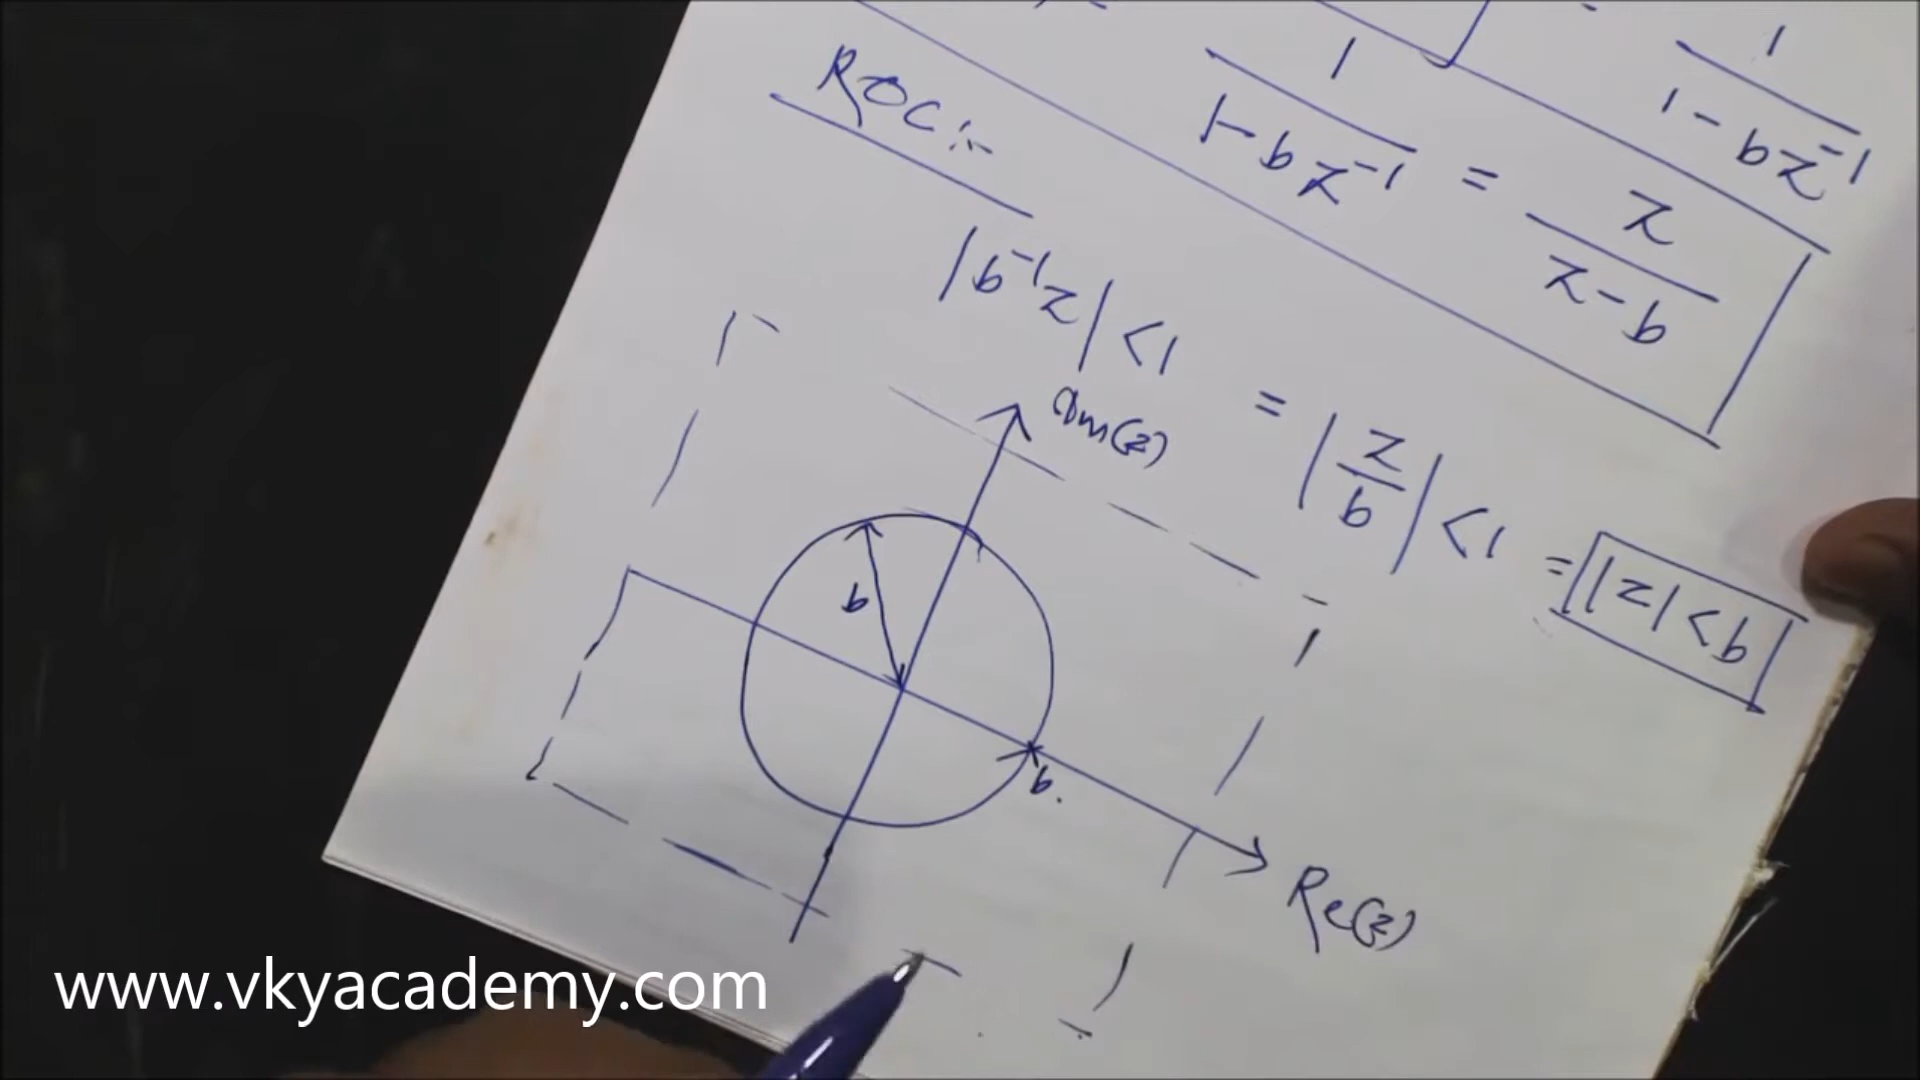 1/(1-bz⁻¹) = z/(z-b)
1/(1-bz⁻¹)
ROC:-
|b⁻¹z| <1
= |z/b| <1
= |z| < b
Im(z)
b
b.
Re(z)
www.vkyacademy.com